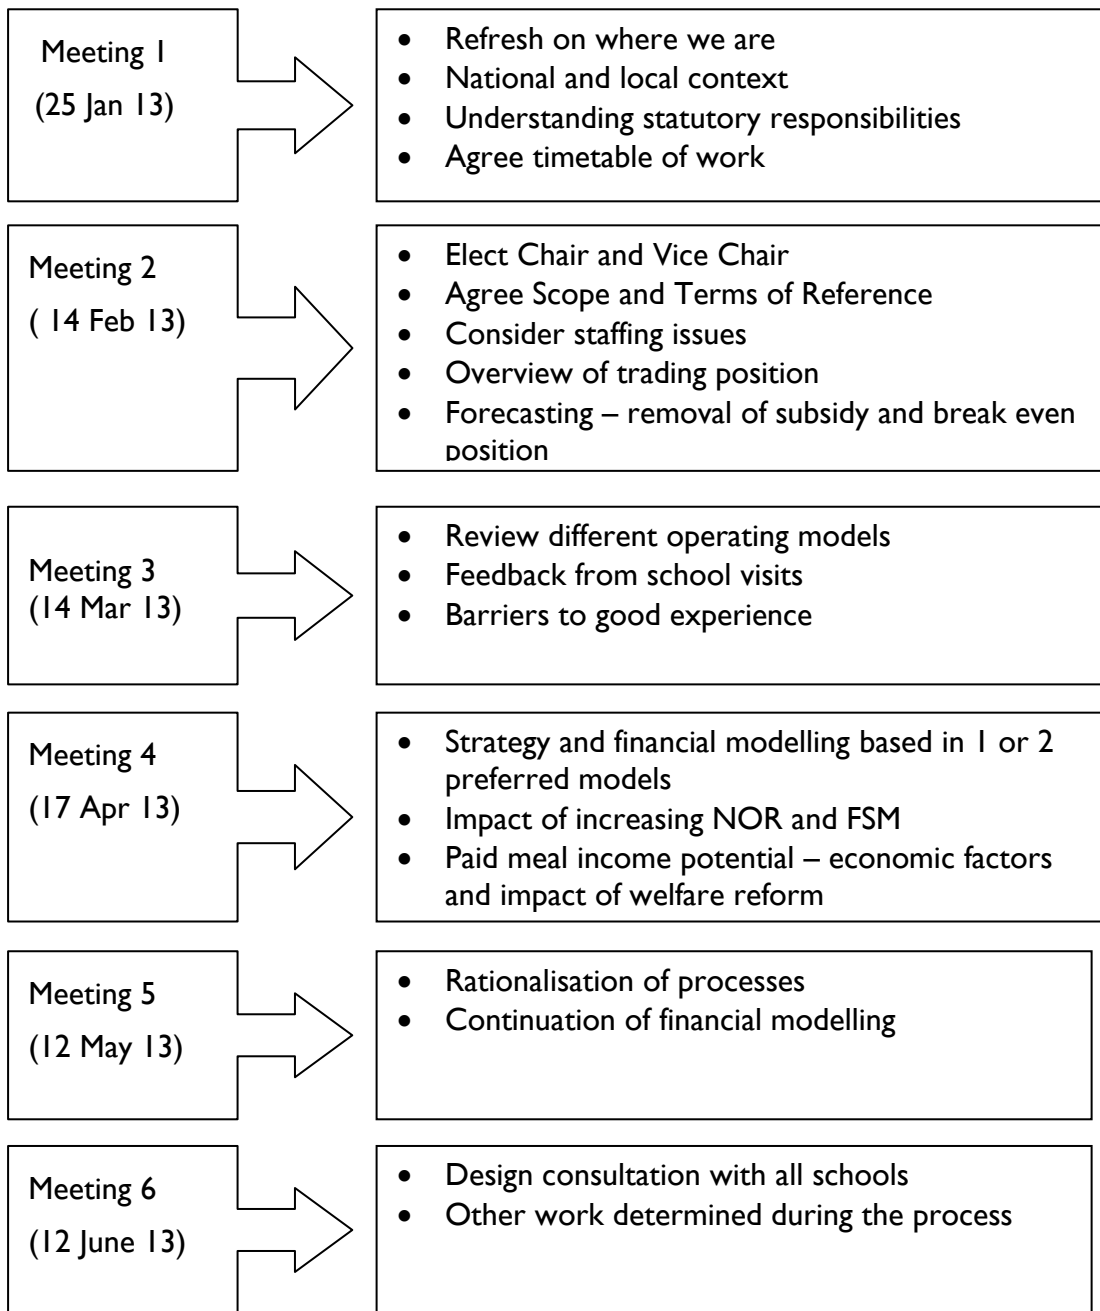 Meeting 1
(25 Jan 13)
• Refresh on where we are
• National and local context
• Understanding statutory responsibilities
• Agree timetable of work
Meeting 2
( 14 Feb 13)
• Elect Chair and Vice Chair
• Agree Scope and Terms of Reference
• Consider staffing issues
• Overview of trading position
• Forecasting – removal of subsidy and break even
position
Meeting 3
(14 Mar 13)
• Review different operating models
• Feedback from school visits
• Barriers to good experience
Meeting 4
(17 Apr 13)
• Strategy and financial modelling based in 1 or 2
preferred models
• Impact of increasing NOR and FSM
• Paid meal income potential – economic factors
and impact of welfare reform
Meeting 5
(12 May 13)
• Rationalisation of processes
• Continuation of financial modelling
Meeting 6
(12 June 13)
• Design consultation with all schools
• Other work determined during the process